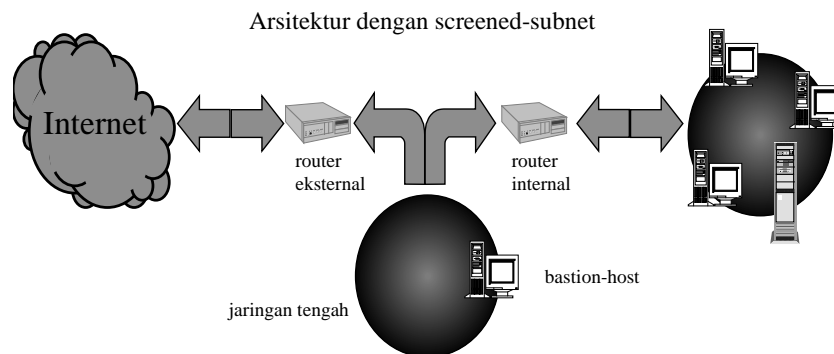 Arsitektur dengan screened-subnet
Internet
router
eksternal
router
internal
bastion-host
jaringan tengah